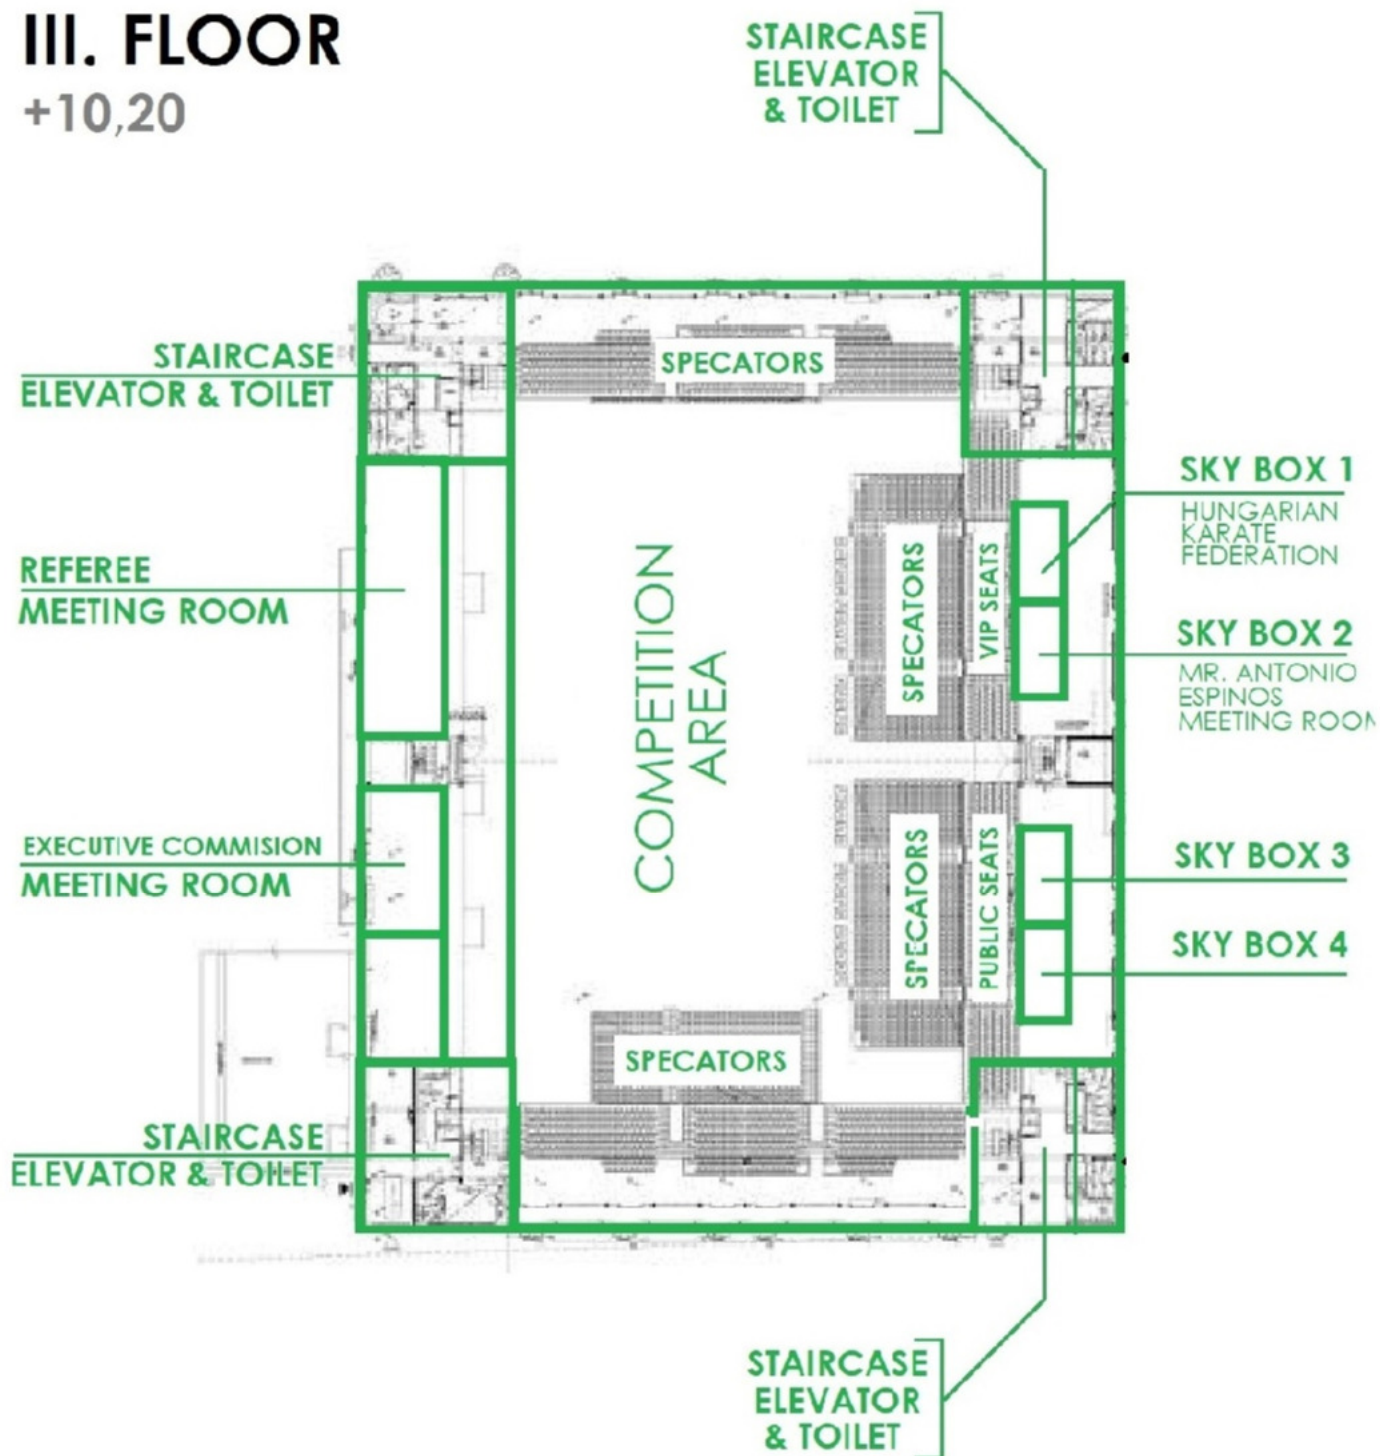 III. FLOOR
+10,20
STAIRCASE
ELEVATOR
& TOILET
STAIRCASE
ELEVATOR & TOILET
SPECATORS
SKY BOX 1
HUNGARIAN
KARATE
FEDERATION
REFEREE
MEETING ROOM
COMPETITION
AREA
SPECATORS
VIP SEATS
SKY BOX 2
MR. ANTONIO
ESPINOS
MEETING ROOM
EXECUTIVE COMMISION
MEETING ROOM
SPECATORS
PUBLIC SEATS
SKY BOX 3
SKY BOX 4
SPECATORS
STAIRCASE
ELEVATOR & TOILET
STAIRCASE
ELEVATOR
& TOILET